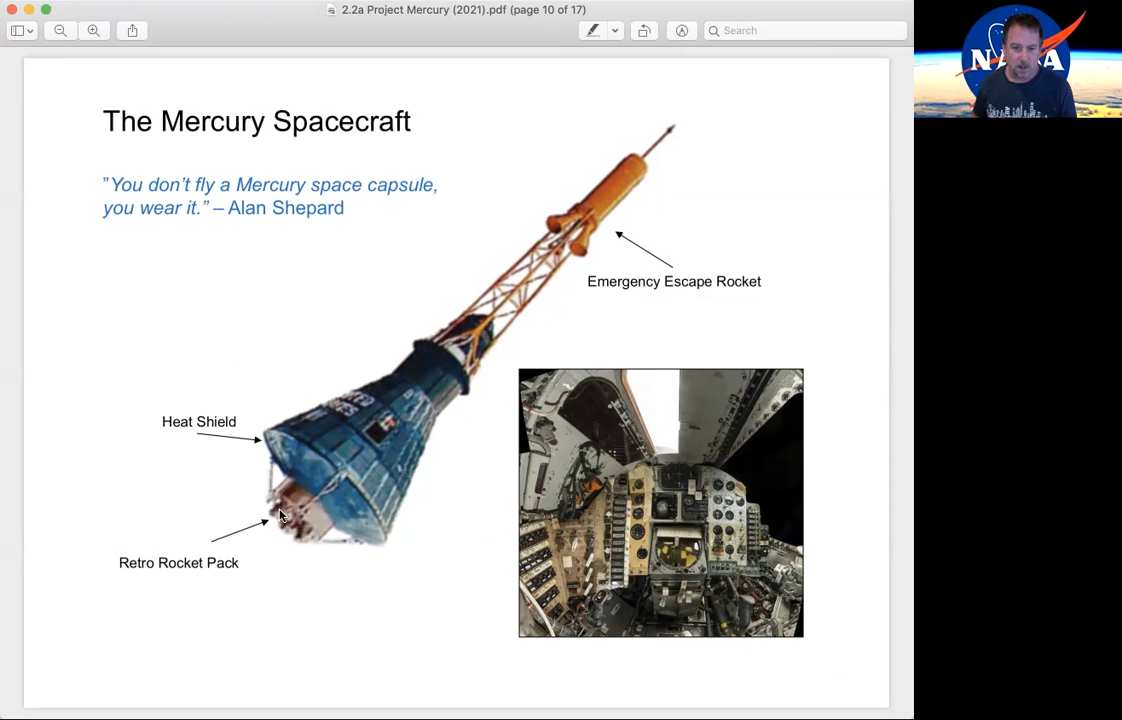 2.2a Project Mercury (2021).pdf (page 10 of 17)
Search
NASA
The Mercury Spacecraft
"You don't fly a Mercury space capsule,
you wear it." – Alan Shepard
Emergency Escape Rocket
Heat Shield
Retro Rocket Pack